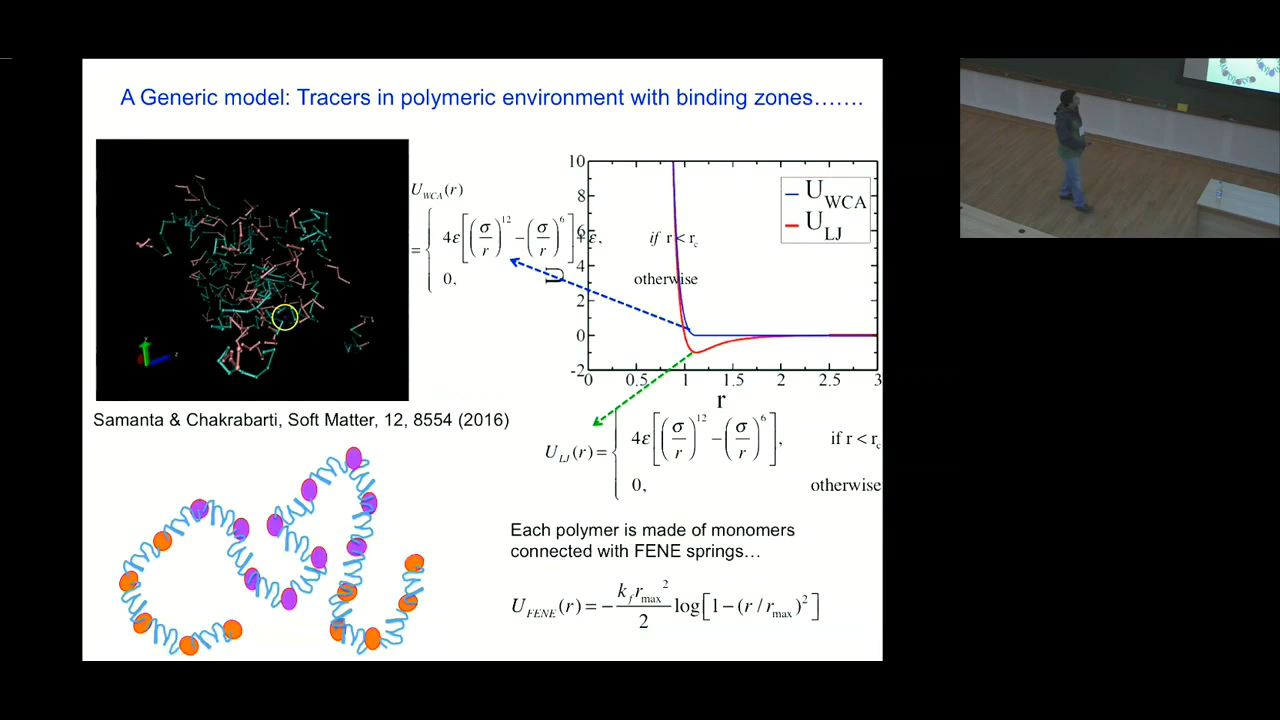 A Generic model: Tracers in polymeric environment with binding zones…….
U_WCA(r)
= { 4ε[(σ/r)^12 −(σ/r)^6]+ε, if r < r_c
0, otherwise
10
8
6
4
2
0
-2
U
0 0.5 1 1.5 2 2.5 3
r
U_WCA
U_LJ
Samanta & Chakrabarti, Soft Matter, 12, 8554 (2016)
U_LJ(r)= { 4ε[(σ/r)^12 −(σ/r)^6], if r < r_c
0, otherwise
Each polymer is made of monomers
connected with FENE springs…
U_FENE(r) = − (k_f r_max^2 / 2) log[1−(r / r_max)^2]